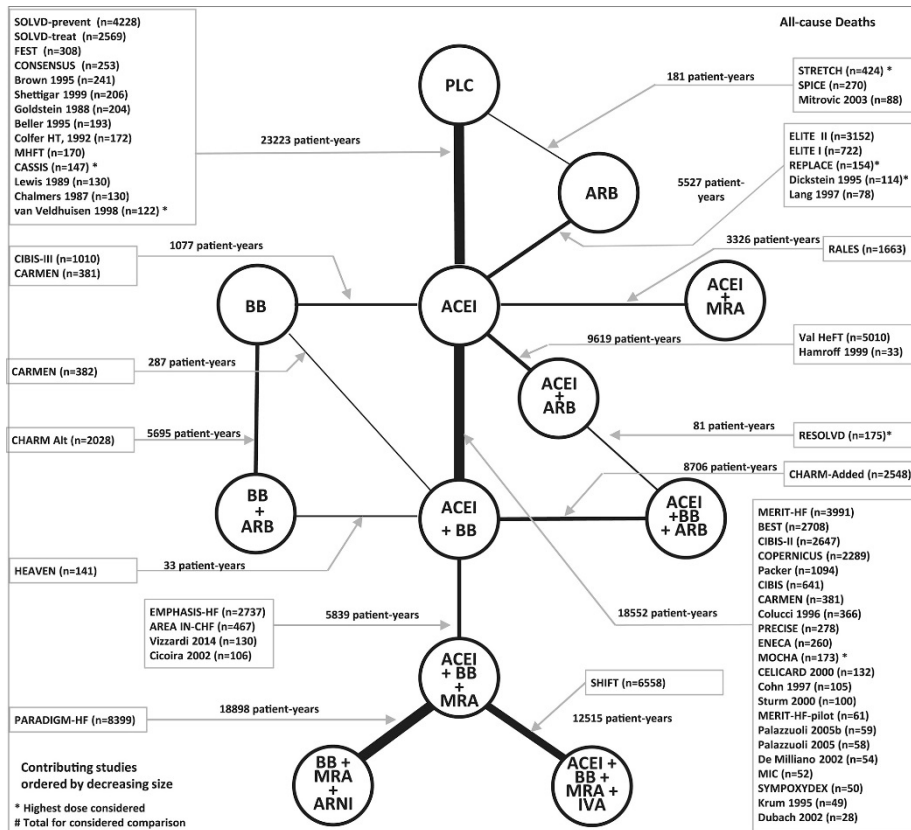 SOLVD-prevent (n=4228)
SOLVD-treat (n=2569)
FEST (n=308)
CONSENSUS (n=253)
Brown 1995 (n=241)
Shettigar 1999 (n=206)
Goldstein 1988 (n=204)
Beller 1995 (n=193)
Colfer HT, 1992 (n=172)
MHFT (n=170)
CASSIS (n=147) *
Lewis 1989 (n=130)
Chalmers 1987 (n=130)
van Veldhuisen 1998 (n=122) *
23223 patient-years
PLC
All-cause Deaths
181 patient-years
STRETCH (n=424) *
SPICE (n=270)
Mitrovic 2003 (n=88)
ARB
5527 patient-
years
ELITE II (n=3152)
ELITE I (n=722)
REPLACE (n=154)*
Dickstein 1995 (n=114)*
Lang 1997 (n=78)
1077 patient-years
CIBIS-III (n=1010)
CARMEN (n=381)
3326 patient-years
RALES (n=1663)
BB
ACEI
ACEI
+
MRA
9619 patient-years
Val HeFT (n=5010)
Hamroff 1999 (n=33)
287 patient-years
CARMEN (n=382)
ACEI
+
ARB
81 patient-years
RESOLVD (n=175)*
CHARM Alt (n=2028)
5695 patient-years
8706 patient-years
CHARM-Added (n=2548)
BB
+
ARB
ACEI
+ BB
ACEI
+BB
+ ARB
HEAVEN (n=141)
33 patient-years
MERIT-HF (n=3991)
BEST (n=2708)
CIBIS-II (n=2647)
COPERNICUS (n=2289)
Packer (n=1094)
CIBIS (n=641)
CARMEN (n=381)
Colucci 1996 (n=366)
PRECISE (n=278)
ENECA (n=260)
MOCHA (n=173) *
CELICARD 2000 (n=132)
Cohn 1997 (n=105)
Sturm 2000 (n=100)
MERIT-HF-pilot (n=61)
Palazzuoli 2005b (n=59)
Palazzuoli 2005 (n=58)
De Milliano 2002 (n=54)
MIC (n=52)
SYMPOXYDEX (n=50)
Krum 1995 (n=49)
Dubach 2002 (n=28)
18552 patient-years
EMPHASIS-HF (n=2737)
AREA IN-CHF (n=467)
Vizzardi 2014 (n=130)
Cicoira 2002 (n=106)
5839 patient-years
ACEI
+ BB
+
MRA
SHIFT (n=6558)
12515 patient-years
PARADIGM-HF (n=8399)
18898 patient-years
BB +
MRA
+
ARNI
ACEI +
BB +
MRA +
IVA
Contributing studies
ordered by decreasing size
* Highest dose considered
# Total for considered comparison